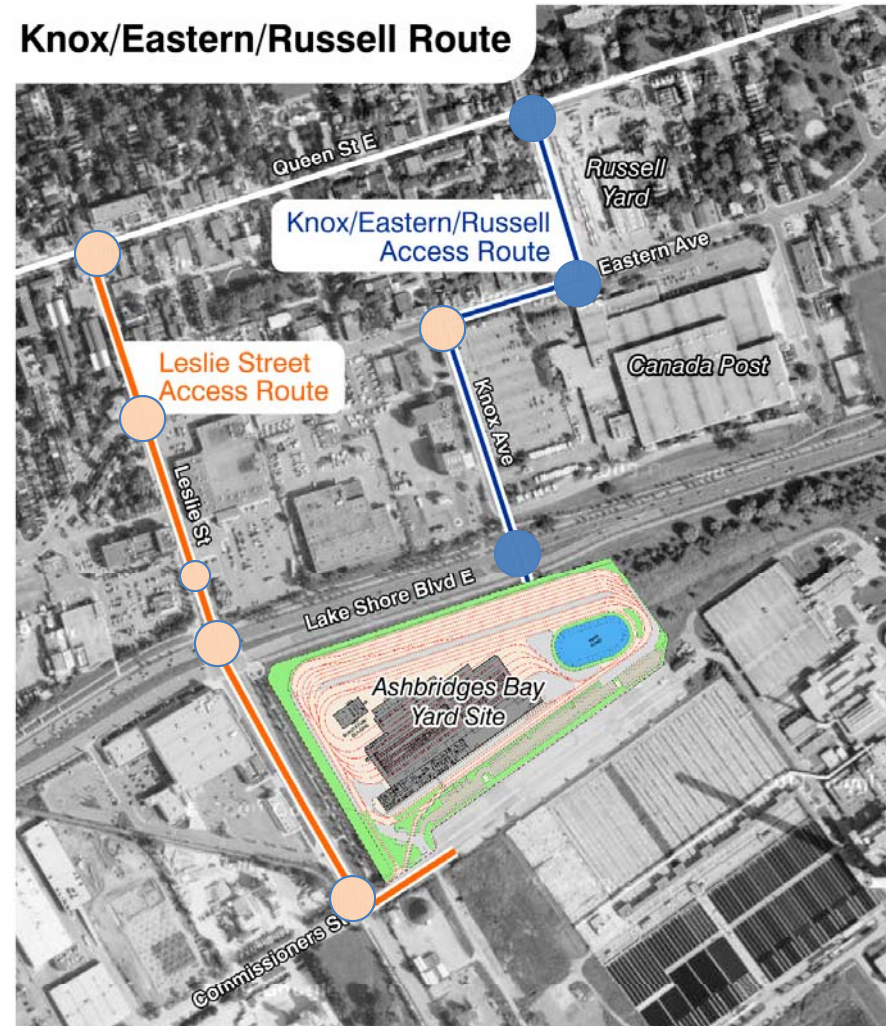 Knox/Eastern/Russell Route
Queen St E
Russell
Yard
Knox/Eastern/Russell
Access Route
Eastern Ave
Leslie Street
Access Route
Canada Post
Knox Ave
Leslie St
Lake Shore Blvd E
Ashbridges Bay
Yard Site
Commissioners St